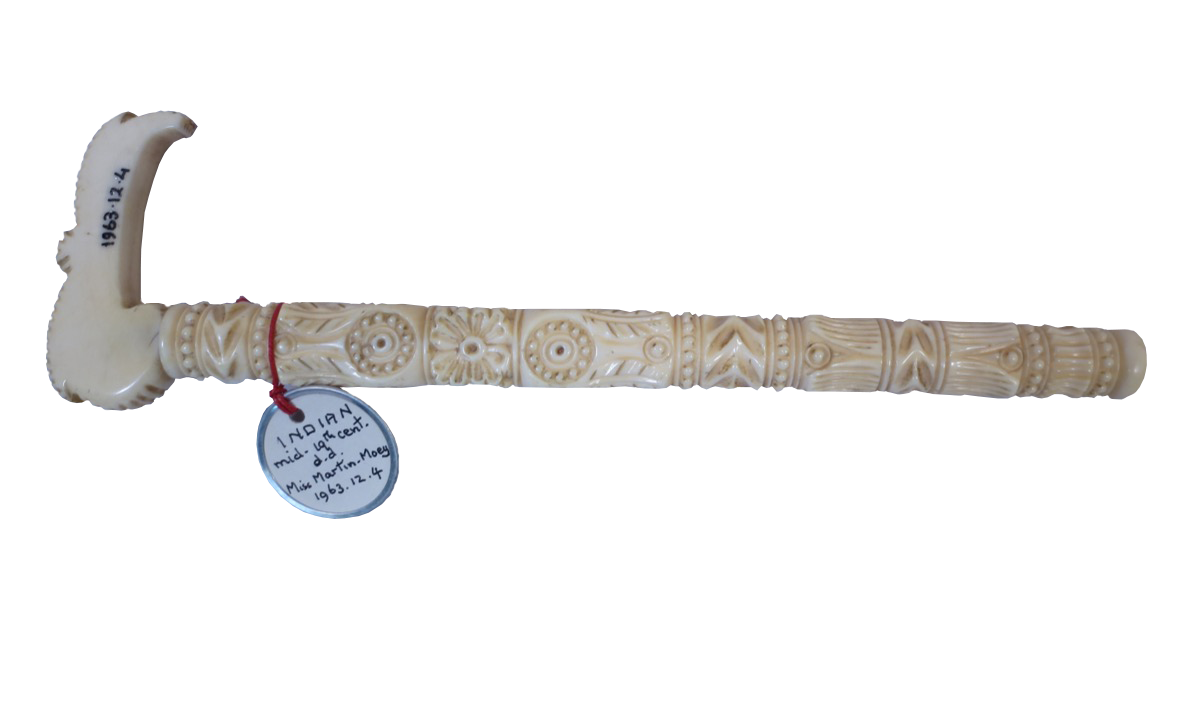 1963.12.4
INDIAN
mid-19th cent.
d.d.
Miss Martin-Moey
1963.12.4